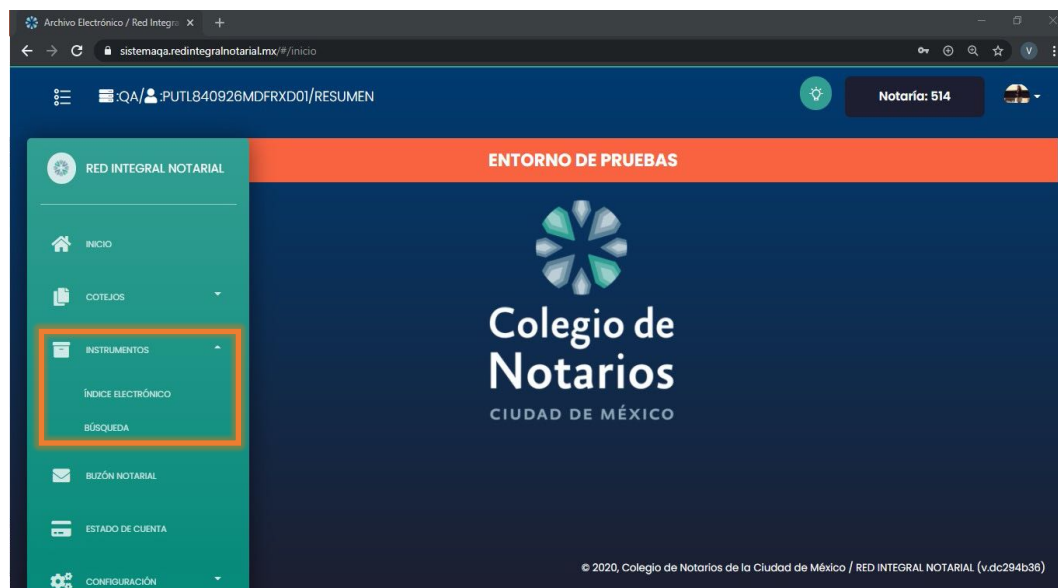 Archivo Electrónico / Red Integra
sistemaqa.redintegralnotarial.mx/#/inicio
V
:QA/ :PUTL840926MDFRXD01/RESUMEN
Notaría: 514
RED INTEGRAL NOTARIAL
ENTORNO DE PRUEBAS
INICIO
COTEJOS
INSTRUMENTOS
ÍNDICE ELECTRÓNICO
BÚSQUEDA
BUZÓN NOTARIAL
ESTADO DE CUENTA
CONFIGURACIÓN
Colegio de
Notarios
CIUDAD DE MÉXICO
© 2020, Colegio de Notarios de la Ciudad de México / RED INTEGRAL NOTARIAL (v.dc294b36)